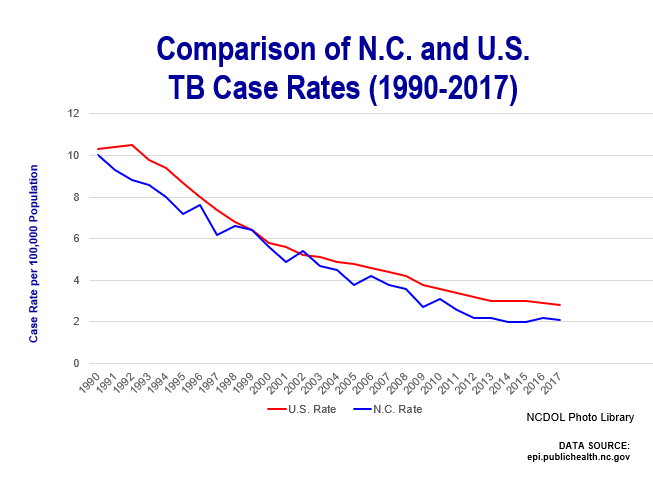 Comparison of N.C. and U.S.
TB Case Rates (1990-2017)
Case Rate per 100,000 Population
12
10
8
6
4
2
0
1990 1991 1992 1993 1994 1995 1996 1997 1998 1999 2000 2001 2002 2003 2004 2005 2006 2007 2008 2009 2010 2011 2012 2013 2014 2015 2016 2017
U.S. Rate N.C. Rate
NCDOL Photo Library
DATA SOURCE:
epi.publichealth.nc.gov